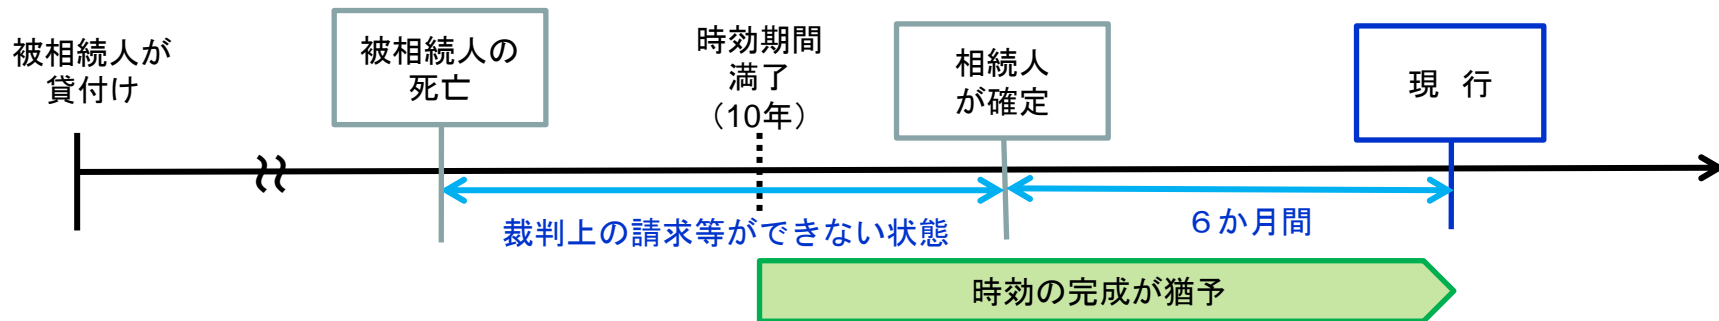 被相続人が
貸付け
被相続人の
死亡
時効期間
満了
（10年）
相続人
が確定
現　行
裁判上の請求等ができない状態
６か月間
時効の完成が猶予